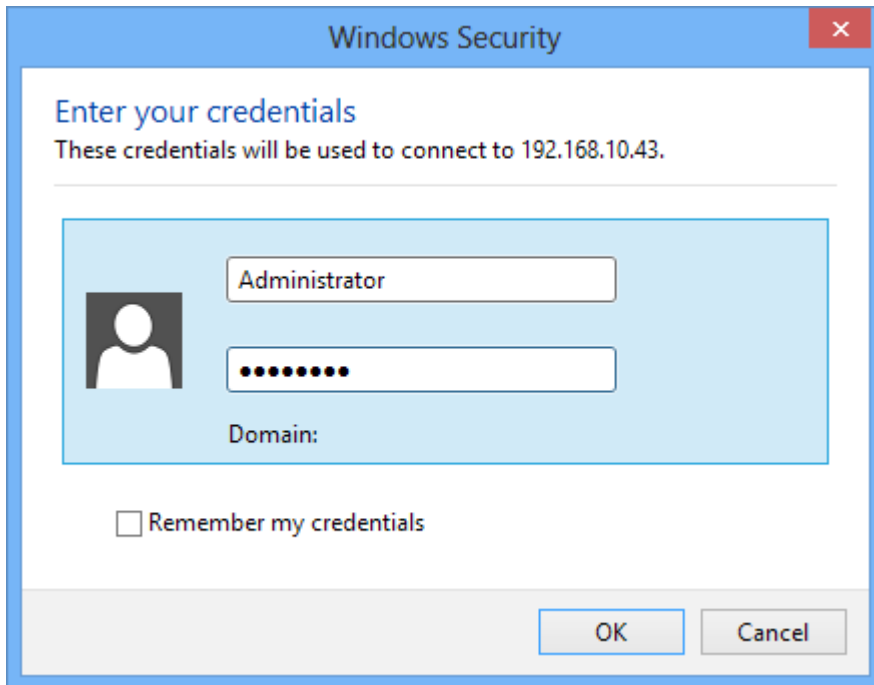 Windows Security
Enter your credentials
These credentials will be used to connect to 192.168.10.43.
Administrator
●●●●●●●●
Domain:
Remember my credentials
OK
Cancel